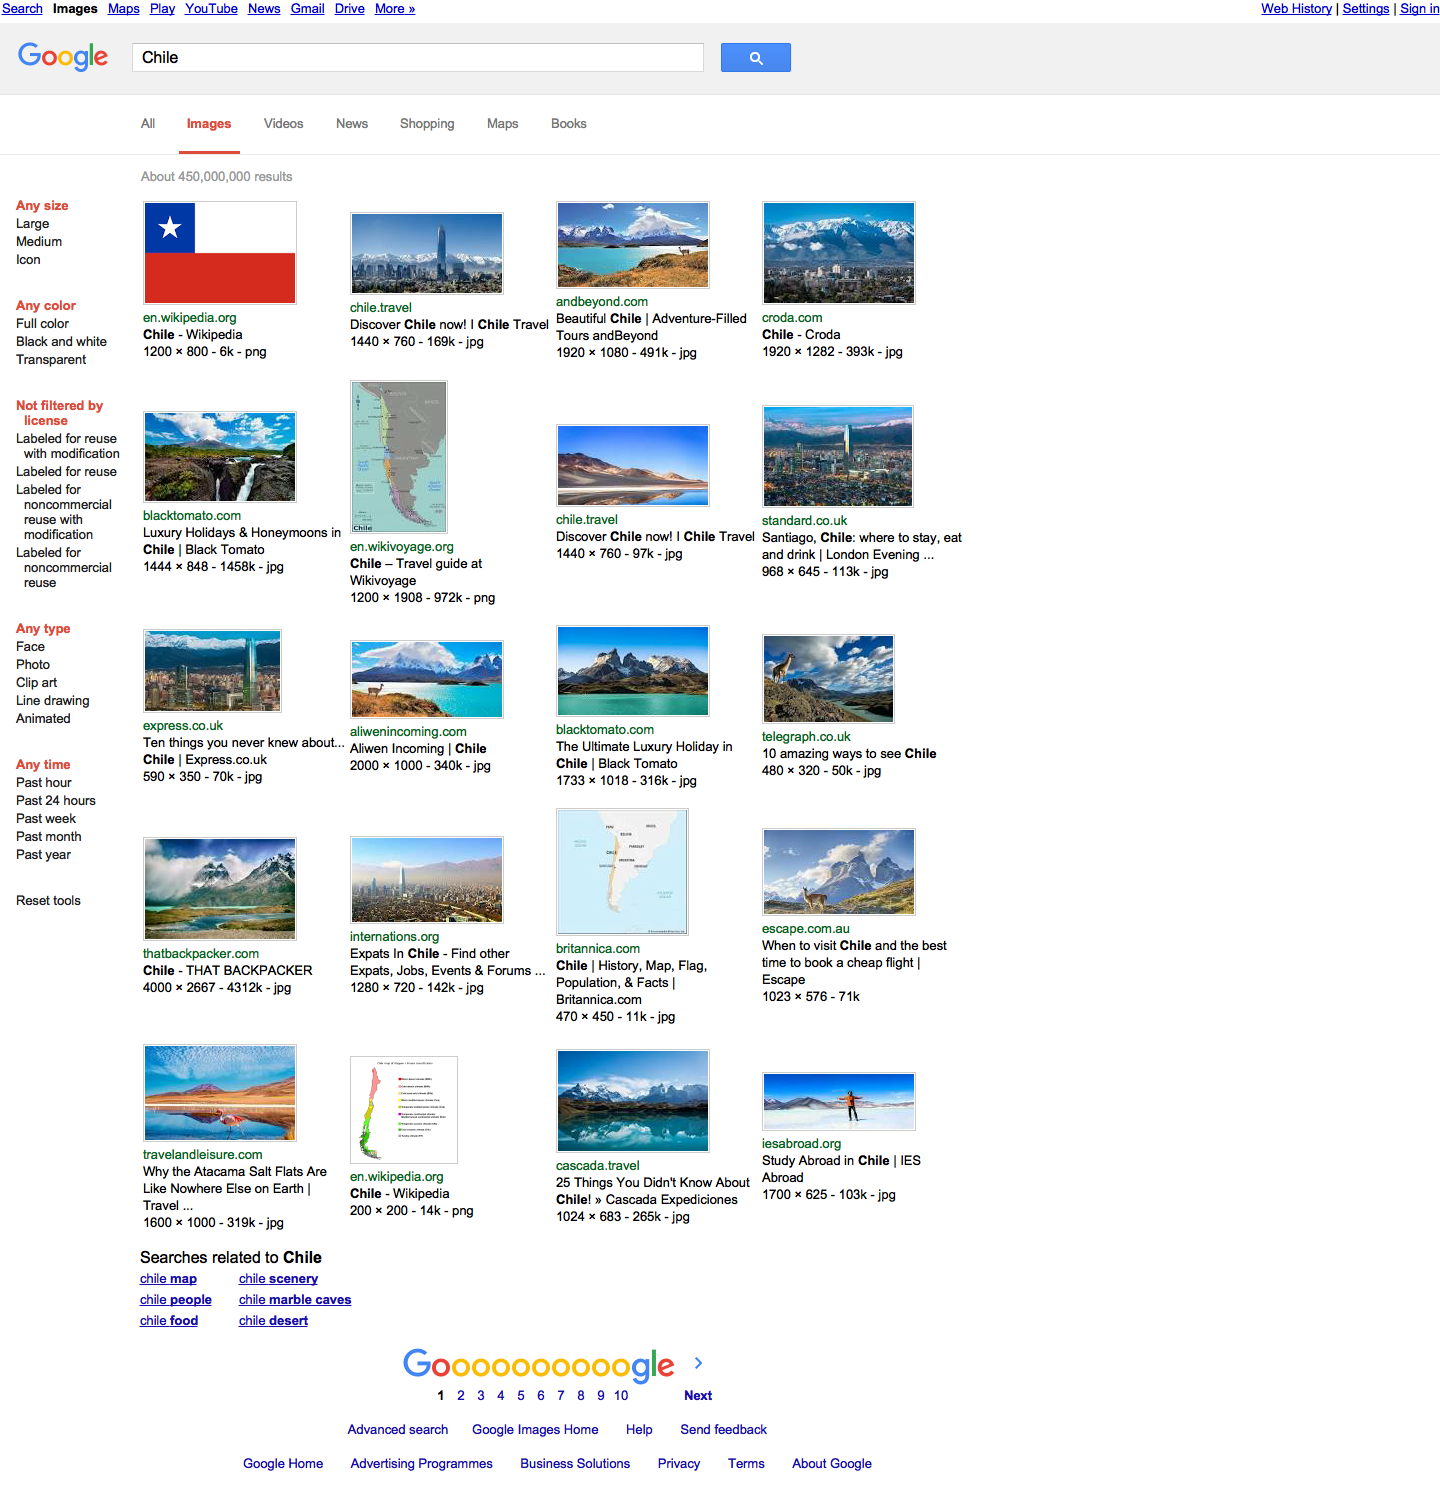 Search Images Maps Play YouTube News Gmail Drive More »
Web History | Settings | Sign in
Google
Chile
All Images Videos News Shopping Maps Books
About 450,000,000 results
Any size
Large
Medium
Icon
Any color
Full color
Black and white
Transparent
Not filtered by
license
Labeled for reuse
with modification
Labeled for reuse
Labeled for
noncommercial
reuse with
modification
Labeled for
noncommercial
reuse
Any type
Face
Photo
Clip art
Line drawing
Animated
Any time
Past hour
Past 24 hours
Past week
Past month
Past year
Reset tools
en.wikipedia.org
Chile - Wikipedia
1200 × 800 - 6k - png
chile.travel
Discover Chile now! I Chile Travel
1440 × 760 - 169k - jpg
andbeyond.com
Beautiful Chile | Adventure-Filled
Tours andBeyond
1920 × 1080 - 491k - jpg
croda.com
Chile - Croda
1920 × 1282 - 393k - jpg
blacktomato.com
Luxury Holidays & Honeymoons in
Chile | Black Tomato
1444 × 848 - 1458k - jpg
Chile
en.wikivoyage.org
Chile – Travel guide at
Wikivoyage
1200 × 1908 - 972k - png
chile.travel
Discover Chile now! I Chile Travel
1440 × 760 - 97k - jpg
standard.co.uk
Santiago, Chile: where to stay, eat
and drink | London Evening ...
968 × 645 - 113k - jpg
express.co.uk
Ten things you never knew about...
Chile | Express.co.uk
590 × 350 - 70k - jpg
aliwenincoming.com
Aliwen Incoming | Chile
2000 × 1000 - 340k - jpg
blacktomato.com
The Ultimate Luxury Holiday in
Chile | Black Tomato
1733 × 1018 - 316k - jpg
telegraph.co.uk
10 amazing ways to see Chile
480 × 320 - 50k - jpg
thatbackpacker.com
Chile - THAT BACKPACKER
4000 × 2667 - 4312k - jpg
internations.org
Expats In Chile - Find other
Expats, Jobs, Events & Forums ...
1280 × 720 - 142k - jpg
PERU
BRAZIL
BOLIVIA
PARAGUAY
CHILE
ARGENTINA
URUGUAY
britannica.com
Chile | History, Map, Flag,
Population, & Facts |
Britannica.com
470 × 450 - 11k - jpg
escape.com.au
When to visit Chile and the best
time to book a cheap flight |
Escape
1023 × 576 - 71k
travelandleisure.com
Why the Atacama Salt Flats Are
Like Nowhere Else on Earth |
Travel ...
1600 × 1000 - 319k - jpg
en.wikipedia.org
Chile - Wikipedia
200 × 200 - 14k - png
cascada.travel
25 Things You Didn't Know About
Chile! » Cascada Expediciones
1024 × 683 - 265k - jpg
iesabroad.org
Study Abroad in Chile | IES
Abroad
1700 × 625 - 103k - jpg
Searches related to Chile
chile map chile scenery
chile people chile marble caves
chile food chile desert
Goooooooooogle
1 2 3 4 5 6 7 8 9 10 Next
Advanced search Google Images Home Help Send feedback
Google Home Advertising Programmes Business Solutions Privacy Terms About Google